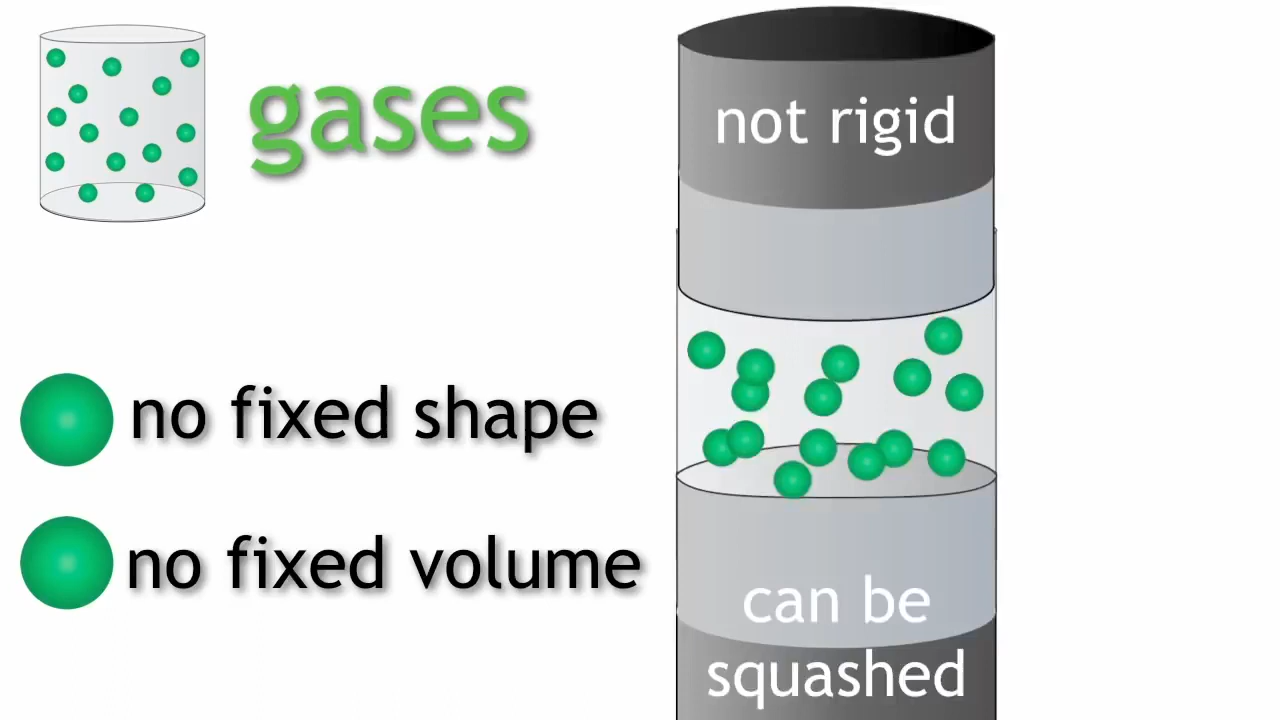 gases
no fixed shape
no fixed volume
not rigid
can be
squashed